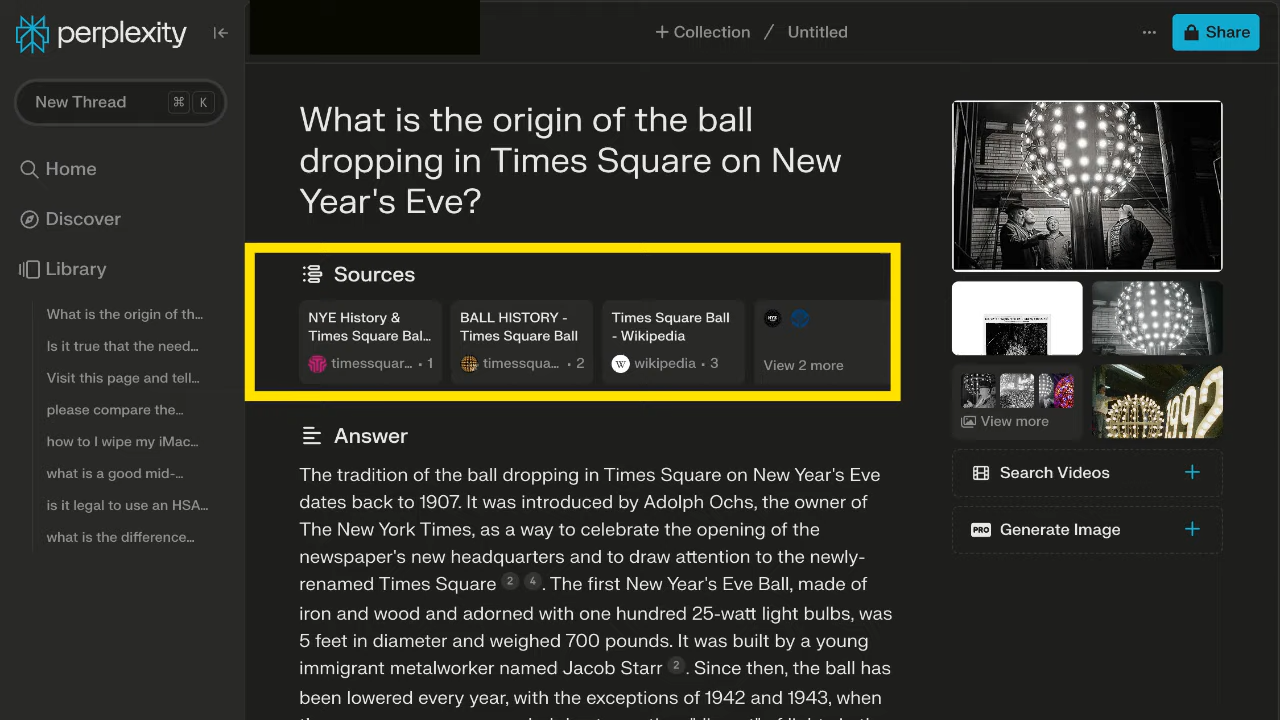 perplexity
New Thread
⌘ K
Home
Discover
Library
What is the origin of th...
Is it true that the need...
Visit this page and tell...
please compare the...
how to I wipe my iMac...
what is a good mid-...
is it legal to use an HSA...
what is the difference...
+ Collection / Untitled
... Share
What is the origin of the ball
dropping in Times Square on New
Year's Eve?
Sources
NYE History &
Times Square Bal...
timessquar... · 1
BALL HISTORY -
Times Square Ball
timessqua... · 2
Times Square Ball
- Wikipedia
W wikipedia · 3
View 2 more
Answer
The tradition of the ball dropping in Times Square on New Year's Eve
dates back to 1907. It was introduced by Adolph Ochs, the owner of
The New York Times, as a way to celebrate the opening of the
newspaper's new headquarters and to draw attention to the newly-
renamed Times Square 2 4. The first New Year's Eve Ball, made of
iron and wood and adorned with one hundred 25-watt light bulbs, was
5 feet in diameter and weighed 700 pounds. It was built by a young
immigrant metalworker named Jacob Starr 2. Since then, the ball has
been lowered every year, with the exceptions of 1942 and 1943, when
View more
1992
Search Videos +
PRO Generate Image +